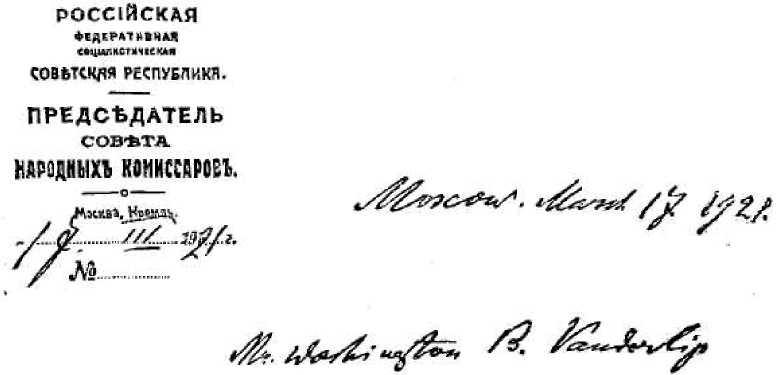 РОССІЙСКАЯ
ФЕДЕРАТИВНАЯ
СОЦІАЛИСТИЧЕСКАЯ
СОВѢТСКАЯ РЕСПУБЛИКА.
ПРЕДСѢДАТЕЛЬ
СОВѢТА
НАРОДНЫХЪ КОМИССАРОВЪ.
Москва, Кремль.
17 III 1921 г.
№
Moscow. March 17. 1921.
Mr. Washington B. Vanderlip